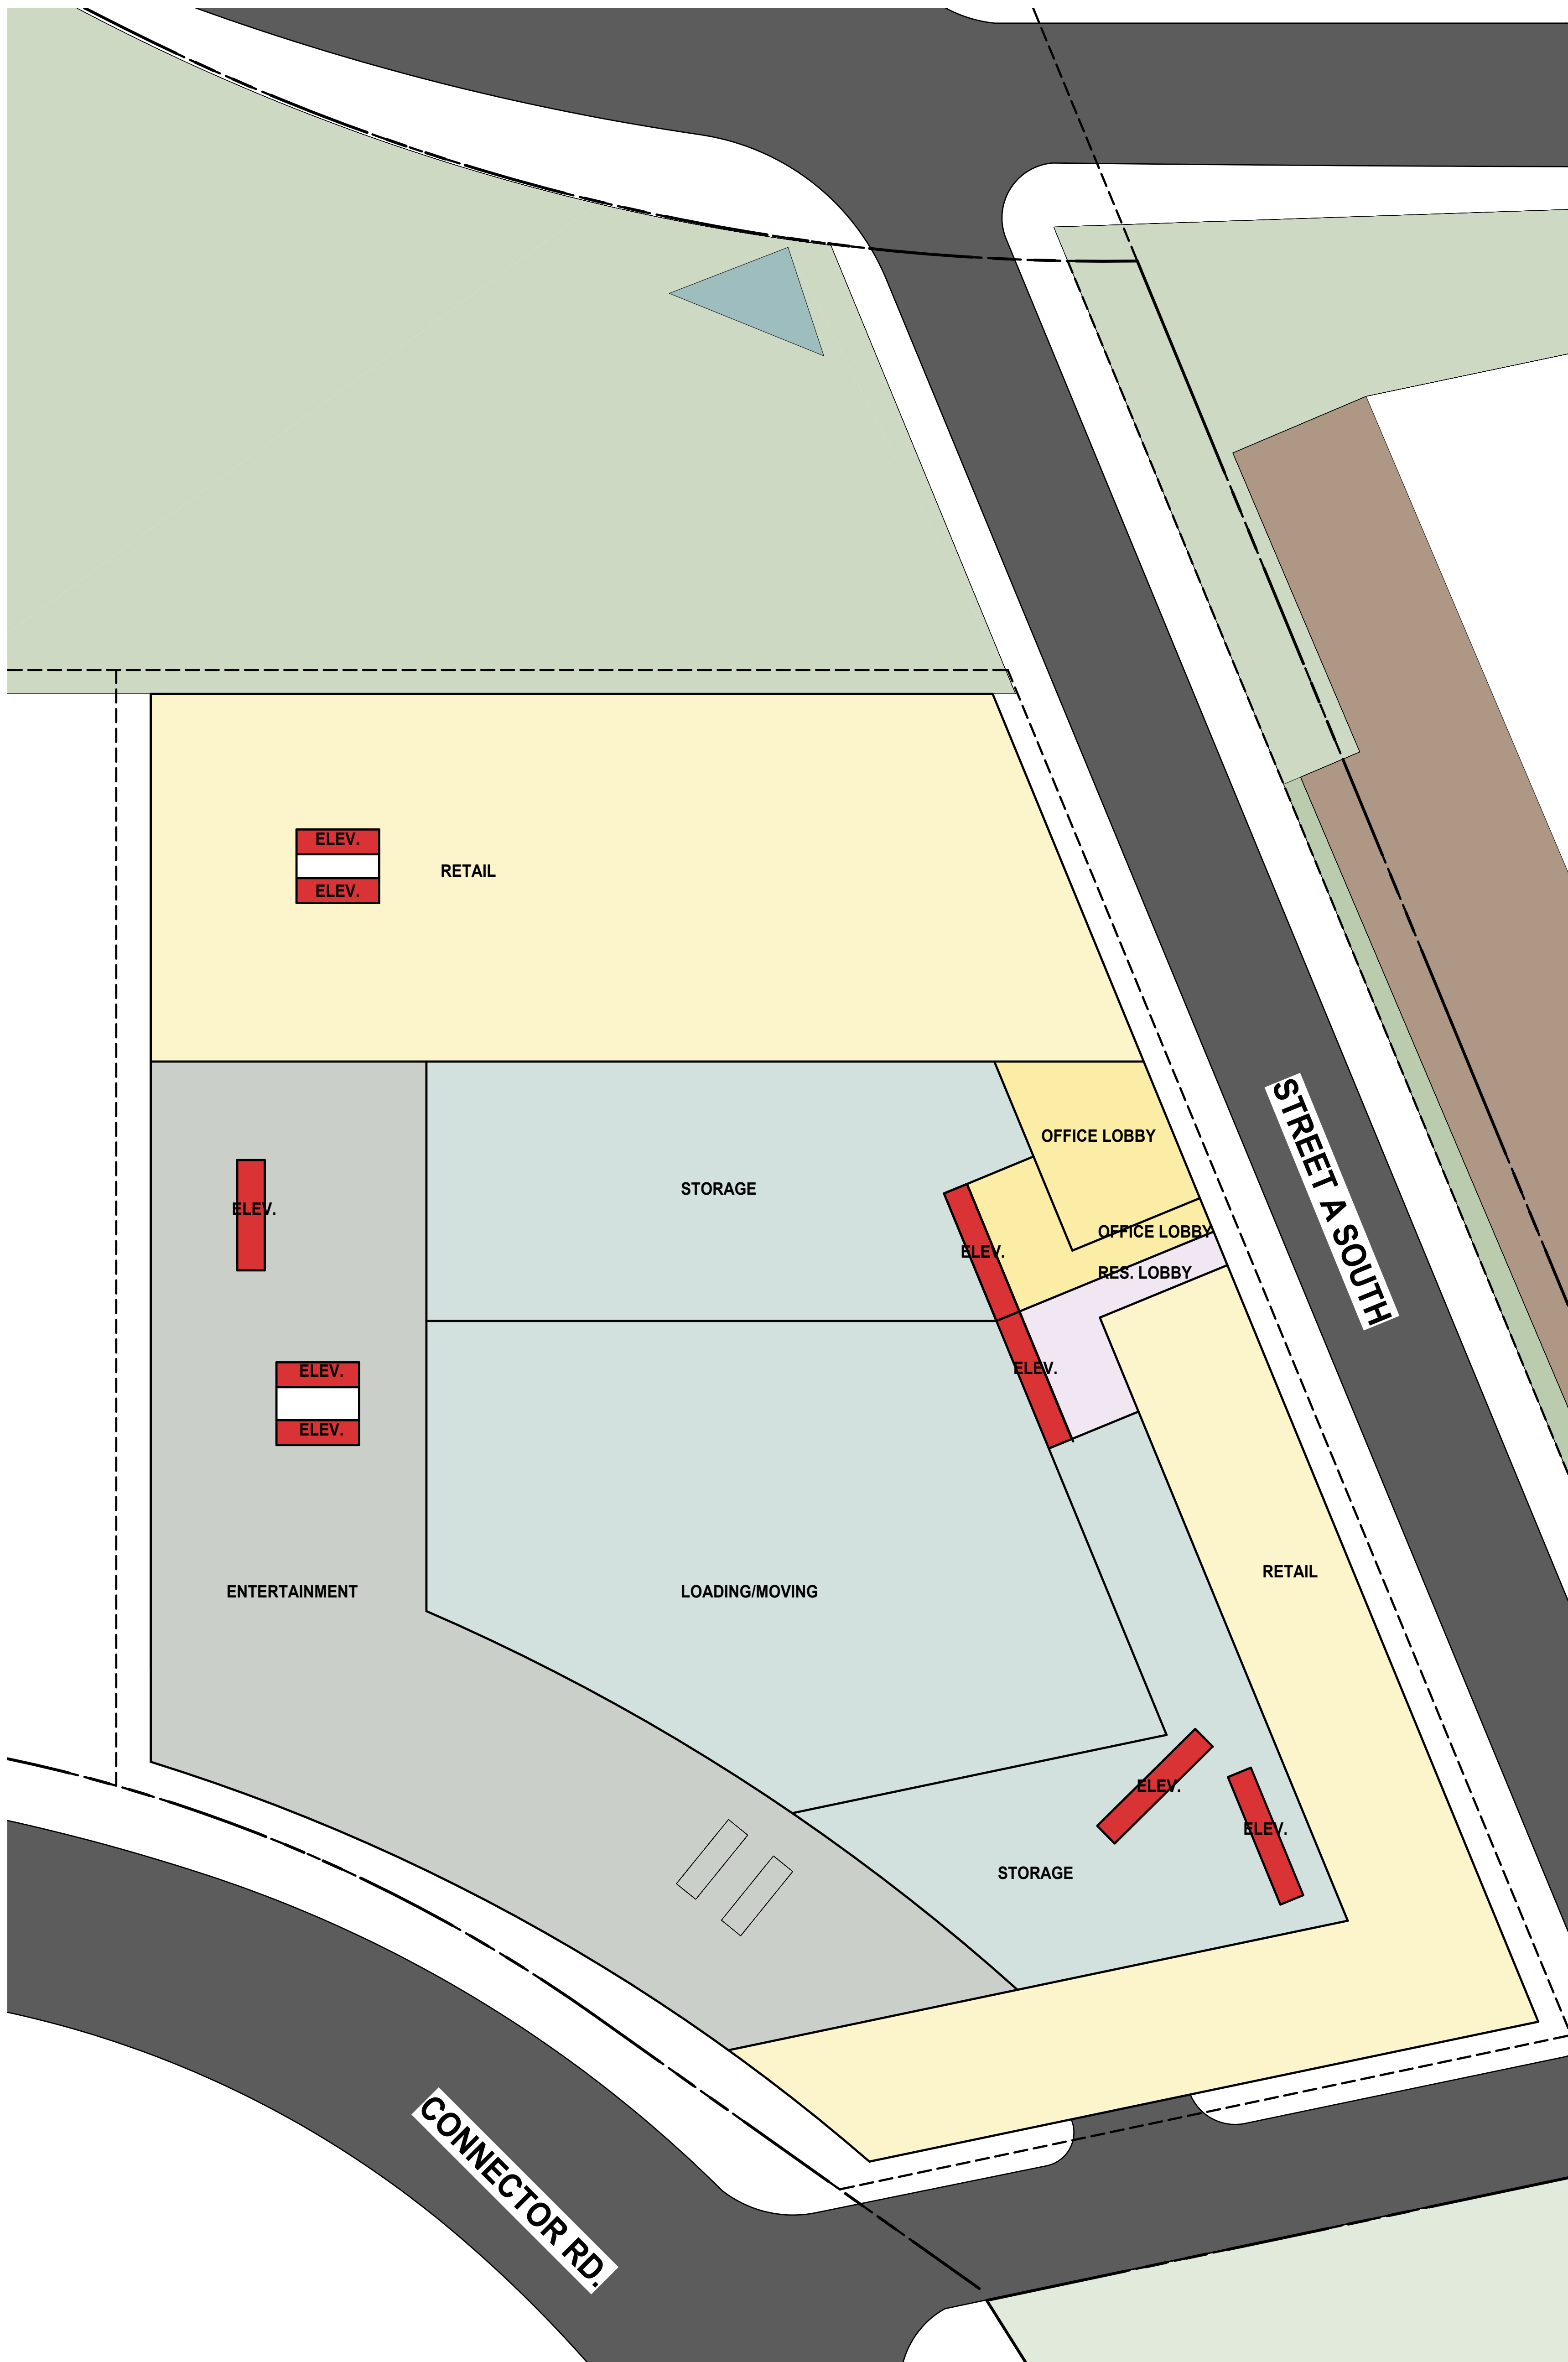 ELEV.
RETAIL
ELEV.
OFFICE LOBBY
STORAGE
ELEV.
OFFICE LOBBY
ELEV.
RES. LOBBY
STREET A SOUTH
ELEV.
ELEV.
ELEV.
RETAIL
ENTERTAINMENT
LOADING/MOVING
ELEV.
ELEV.
STORAGE
CONNECTOR RD.